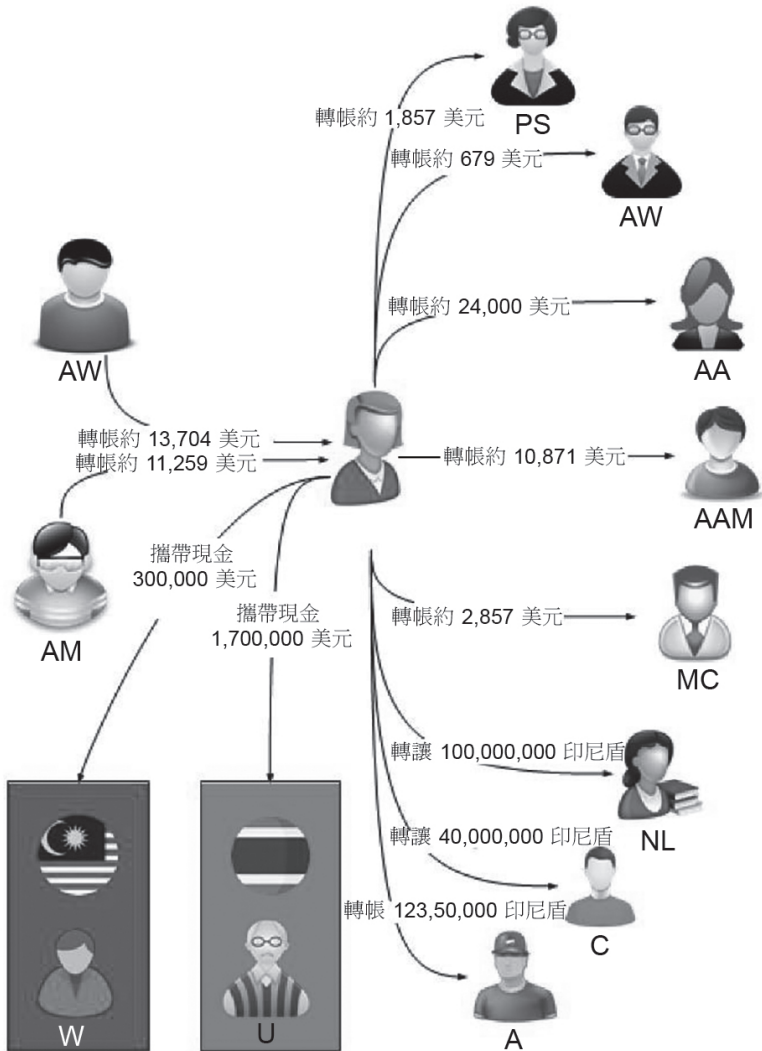 轉帳約 1,857 美元
PS
轉帳約 679 美元
AW
AW
轉帳約 24,000 美元
AA
轉帳約 13,704 美元
轉帳約 11,259 美元
轉帳約 10,871 美元
AAM
AM
攜帶現金
300,000 美元
攜帶現金
1,700,000 美元
轉帳約 2,857 美元
MC
轉讓 100,000,000 印尼盾
NL
轉讓 40,000,000 印尼盾
C
轉帳 123,50,000 印尼盾
A
W
U